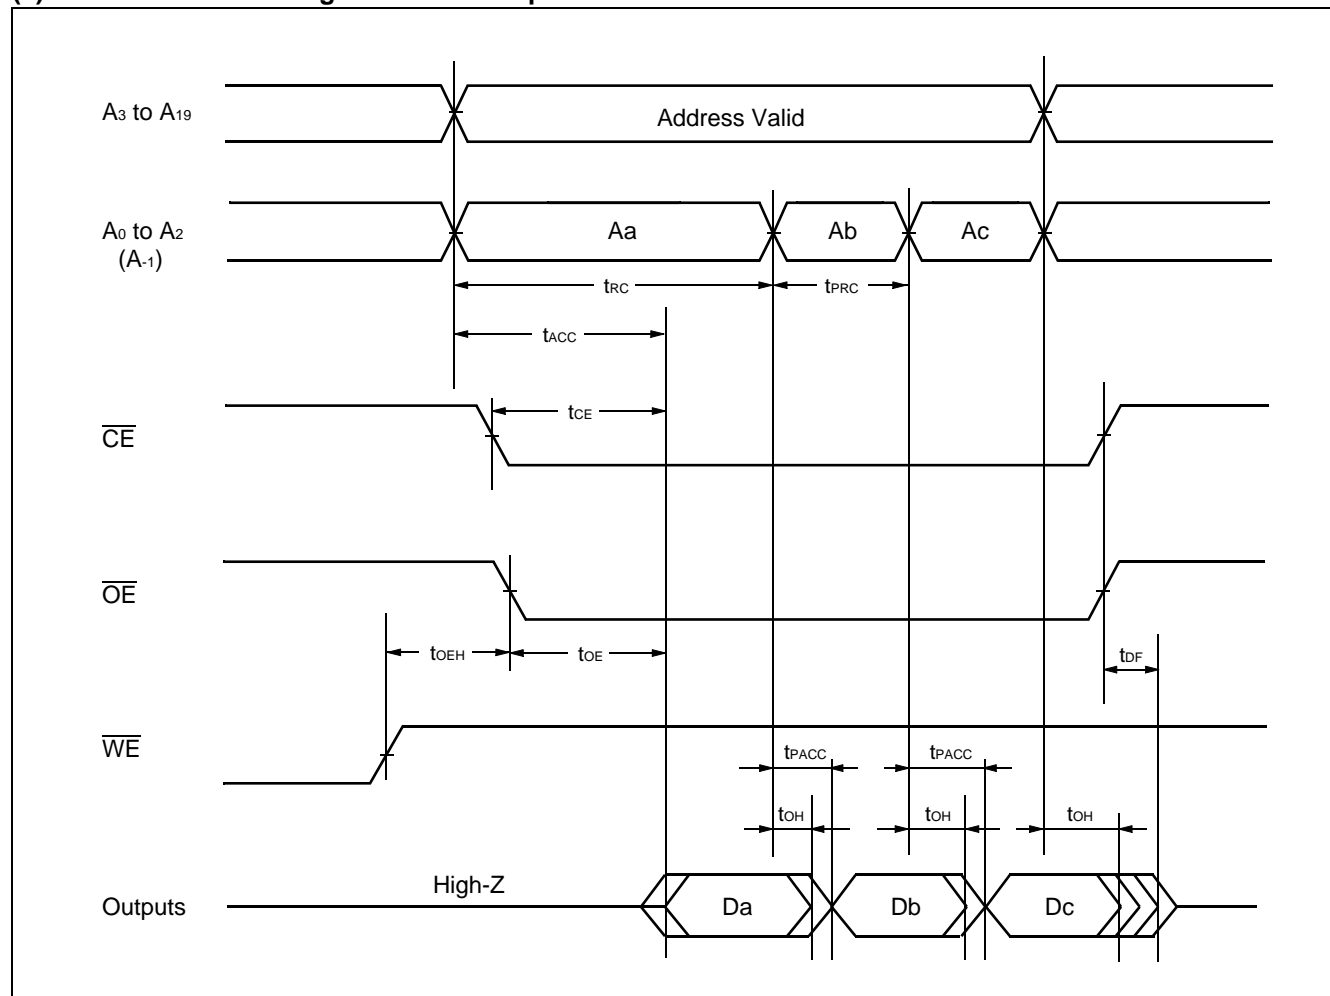 A3 to A19
Address Valid
A0 to A2
(A-1)
Aa
Ab
Ac
tRC
tPRC
tACC
tCE
CE
OE
tOEH
tOE
tDF
WE
tPACC
tPACC
tOH
tOH
tOH
High-Z
Outputs
Da
Db
Dc